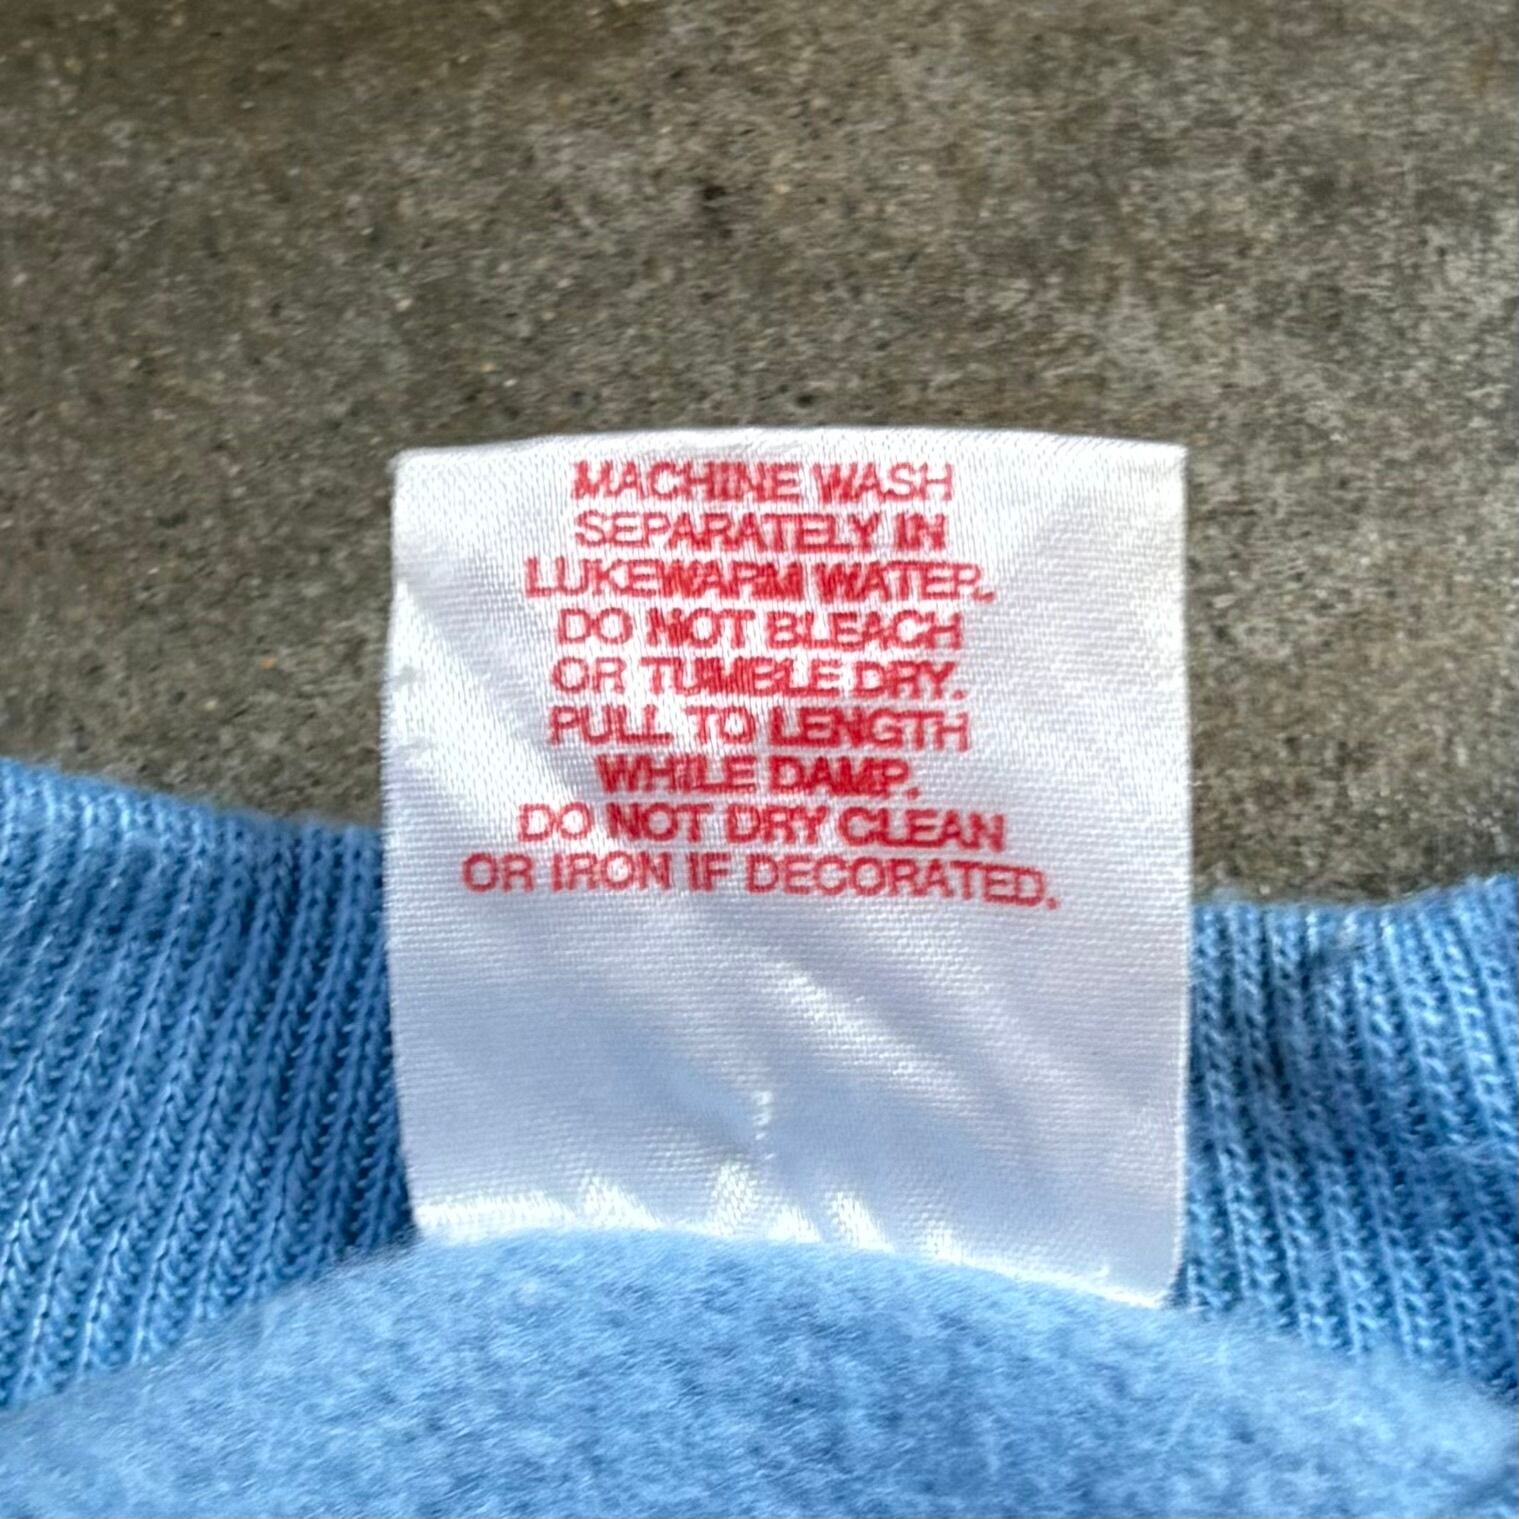 MACHINE WASH
SEPARATELY IN
LUKEWARM WATER.
DO NOT BLEACH
OR TUMBLE DRY.
PULL TO LENGTH
WHILE DAMP.
DO NOT DRY CLEAN
OR IRON IF DECORATED.